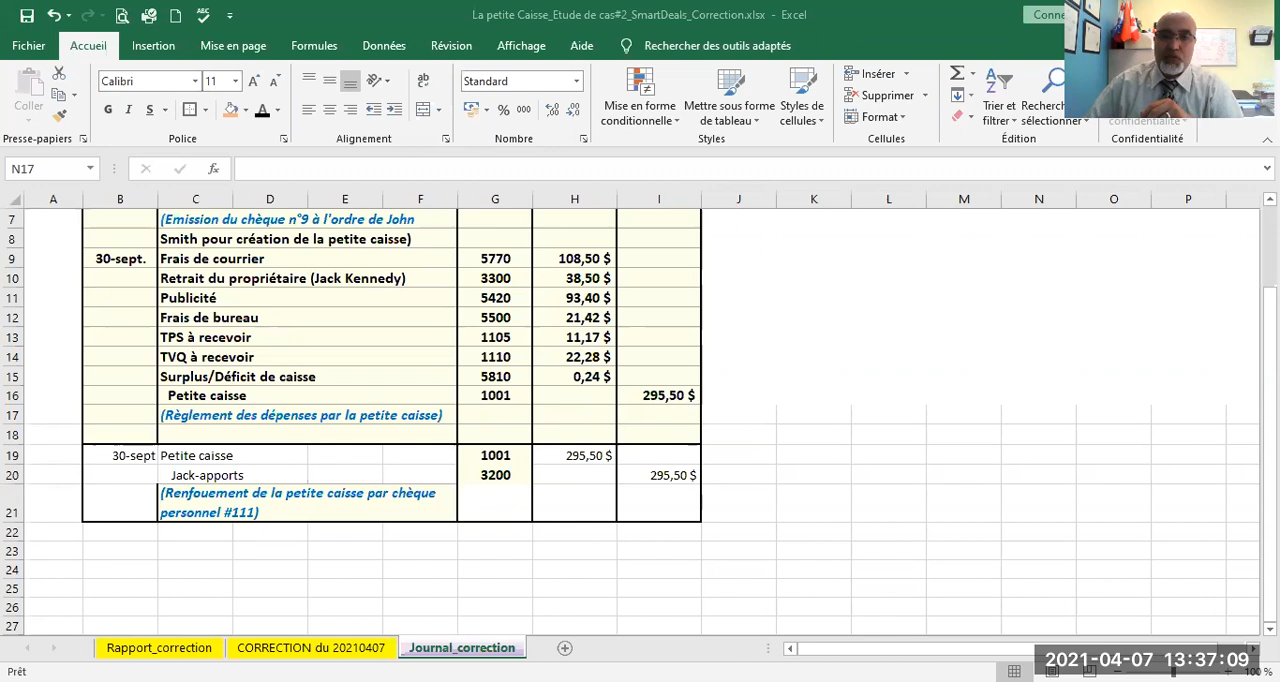 La petite Caisse_Etude de cas#2_SmartDeals_Correction.xlsx - Excel
Fichier Accueil Insertion Mise en page Formules Données Révision Affichage Aide Rechercher des outils adaptés
Coller
Calibri 11
G I S
Standard
% 000
Mise en forme conditionnelle
Mettre sous forme de tableau
Styles de cellules
Insérer
Supprimer
Format
Trier et filtrer
sélectionner
Presse-papiers Police Alignement Nombre Styles Cellules Édition Confidentialité
N17 fx
A B C D E F G H I J K L M N O P
7 (Emission du chèque n°9 à l'ordre de John
8 Smith pour création de la petite caisse)
9 30-sept. Frais de courrier 5770 108,50 $
10 Retrait du propriétaire (Jack Kennedy) 3300 38,50 $
11 Publicité 5420 93,40 $
12 Frais de bureau 5500 21,42 $
13 TPS à recevoir 1105 11,17 $
14 TVQ à recevoir 1110 22,28 $
15 Surplus/Déficit de caisse 5810 0,24 $
16 Petite caisse 1001 295,50 $
17 (Règlement des dépenses par la petite caisse)
18
19 30-sept Petite caisse 1001 295,50 $
20 Jack-apports 3200 295,50 $
(Renfouement de la petite caisse par chèque
21 personnel #111)
22
23
24
25
26
27
Rapport_correction CORRECTION du 20210407 Journal_correction
2021-04-07 13:37:09
Prêt 100 %